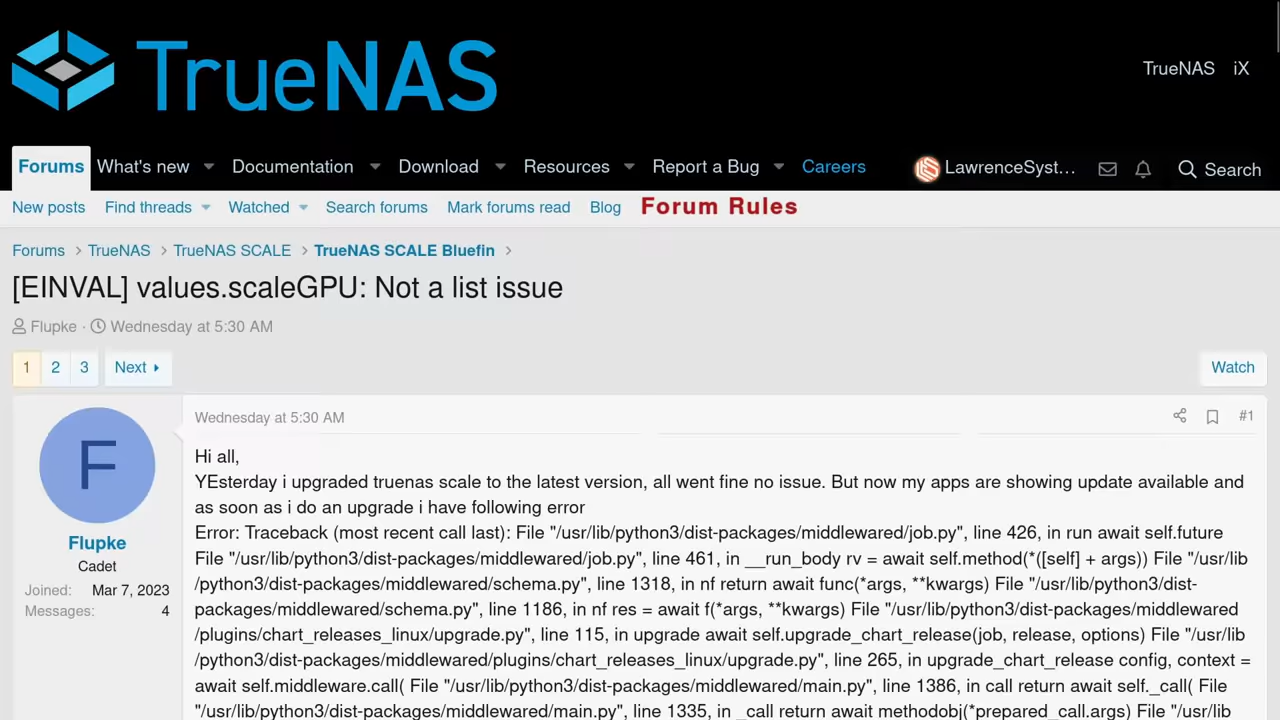 TrueNAS
TrueNAS iX
Forums What's new Documentation Download Resources Report a Bug Careers LawrenceSyst... Search
New posts Find threads Watched Search forums Mark forums read Blog Forum Rules
Forums > TrueNAS > TrueNAS SCALE > TrueNAS SCALE Bluefin >
[EINVAL] values.scaleGPU: Not a list issue
Flupke · Wednesday at 5:30 AM
1 2 3 Next Watch
Wednesday at 5:30 AM #1
F
Flupke
Cadet
Joined: Mar 7, 2023
Messages: 4
Hi all,
YEsterday i upgraded truenas scale to the latest version, all went fine no issue. But now my apps are showing update available and
as soon as i do an upgrade i have following error
Error: Traceback (most recent call last): File "/usr/lib/python3/dist-packages/middlewared/job.py", line 426, in run await self.future
File "/usr/lib/python3/dist-packages/middlewared/job.py", line 461, in __run_body rv = await self.method(*([self] + args)) File "/usr/lib
/python3/dist-packages/middlewared/schema.py", line 1318, in nf return await func(*args, **kwargs) File "/usr/lib/python3/dist-
packages/middlewared/schema.py", line 1186, in nf res = await f(*args, **kwargs) File "/usr/lib/python3/dist-packages/middlewared
/plugins/chart_releases_linux/upgrade.py", line 115, in upgrade await self.upgrade_chart_release(job, release, options) File "/usr/lib
/python3/dist-packages/middlewared/plugins/chart_releases_linux/upgrade.py", line 265, in upgrade_chart_release config, context =
await self.middleware.call( File "/usr/lib/python3/dist-packages/middlewared/main.py", line 1386, in call return await self._call( File
"/usr/lib/python3/dist-packages/middlewared/main.py", line 1335, in _call return await methodobj(*prepared_call.args) File "/usr/lib